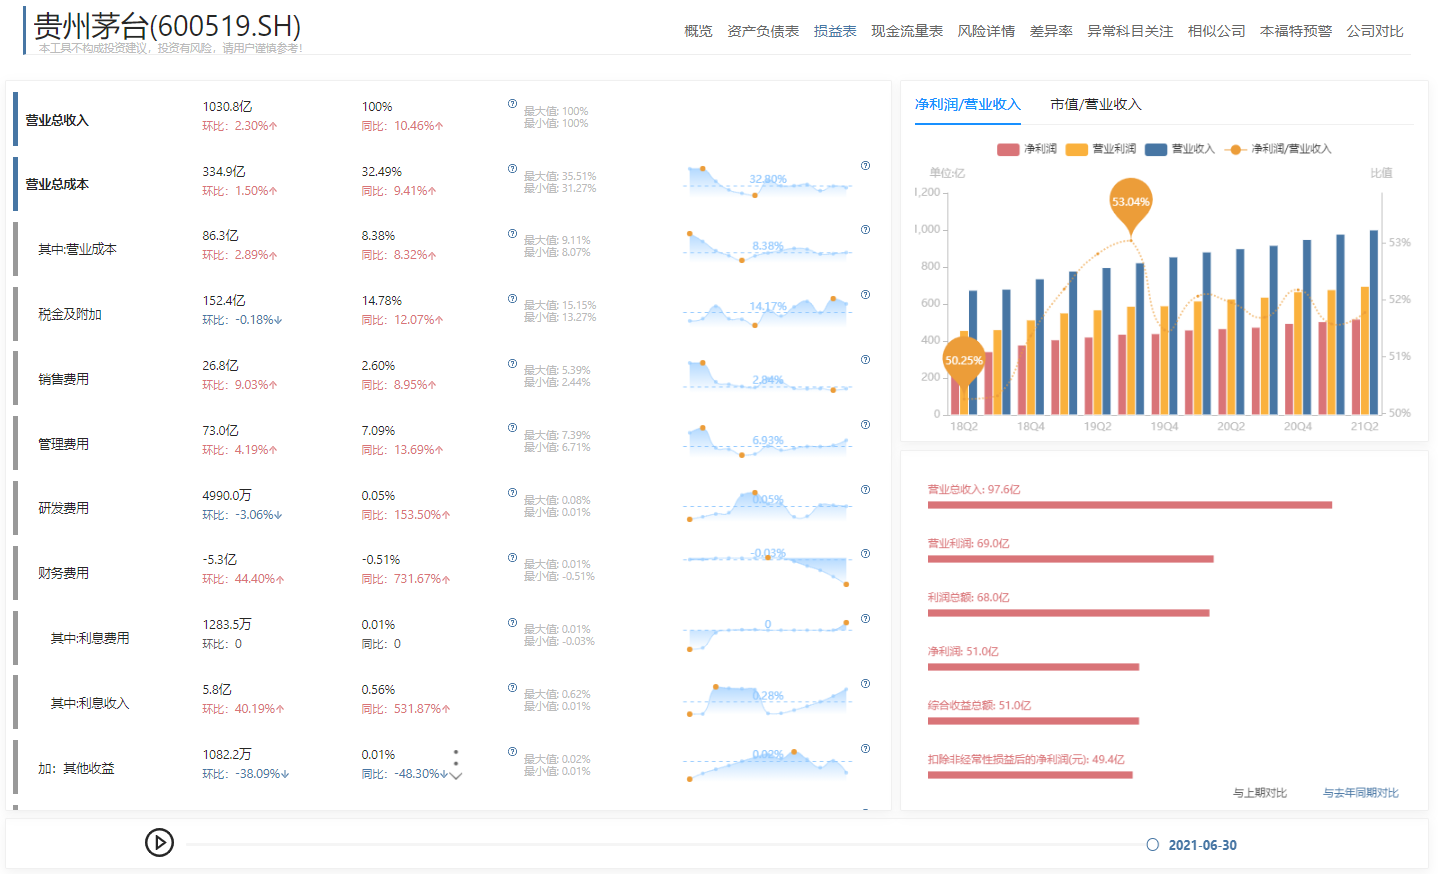 贵州茅台(600519.SH)
本工具不构成投资建议，投资有风险，请用户谨慎参考!
概览 资产负债表 损益表 现金流量表 风险详情 差异率 异常科目关注 相似公司 本福特预警 公司对比
营业总收入 1030.8亿 100% 最大值: 100%
环比: 2.30%↑ 同比: 10.46%↑ 最小值: 100%
营业总成本 334.9亿 32.49% 最大值: 35.51% 32.80%
环比: 1.50%↑ 同比: 9.41%↑ 最小值: 31.27%
其中:营业成本 86.3亿 8.38% 最大值: 9.11% 8.38%
环比: 2.89%↑ 同比: 8.32%↑ 最小值: 8.07%
税金及附加 152.4亿 14.78% 最大值: 15.15% 14.17%
环比: -0.18%↓ 同比: 12.07%↑ 最小值: 13.27%
销售费用 26.8亿 2.60% 最大值: 5.39% 2.84%
环比: 9.03%↑ 同比: 8.95%↑ 最小值: 2.44%
管理费用 73.0亿 7.09% 最大值: 7.39% 6.93%
环比: 4.19%↑ 同比: 13.69%↑ 最小值: 6.71%
研发费用 4990.0万 0.05% 最大值: 0.08% 0.05%
环比: -3.06%↓ 同比: 153.50%↑ 最小值: 0.01%
财务费用 -5.3亿 -0.51% 最大值: 0.01% -0.03%
环比: 44.40%↑ 同比: 731.67%↑ 最小值: -0.51%
其中:利息费用 1283.5万 0.01% 最大值: 0.01% 0
环比: 0 同比: 0 最小值: -0.03%
其中:利息收入 5.8亿 0.56% 最大值: 0.62% 0.28%
环比: 40.19%↑ 同比: 531.87%↑ 最小值: 0.01%
加: 其他收益 1082.2万 0.01% 最大值: 0.02% 0.02%
环比: -38.09%↓ 同比: -48.30%↓ 最小值: 0.01%
净利润/营业收入 市值/营业收入
净利润 营业利润 营业收入 净利润/营业收入
单位:亿 比值
1,200
1,000 53%
800
600 52%
400 51%
200
0 50%
53.04%
50.25%
18Q2 18Q4 19Q2 19Q4 20Q2 20Q4 21Q2
营业总收入: 97.6亿
营业利润: 69.0亿
利润总额: 68.0亿
净利润: 51.0亿
综合收益总额: 51.0亿
扣除非经常性损益后的净利润(元): 49.4亿
与上期对比 与去年同期对比
2021-06-30